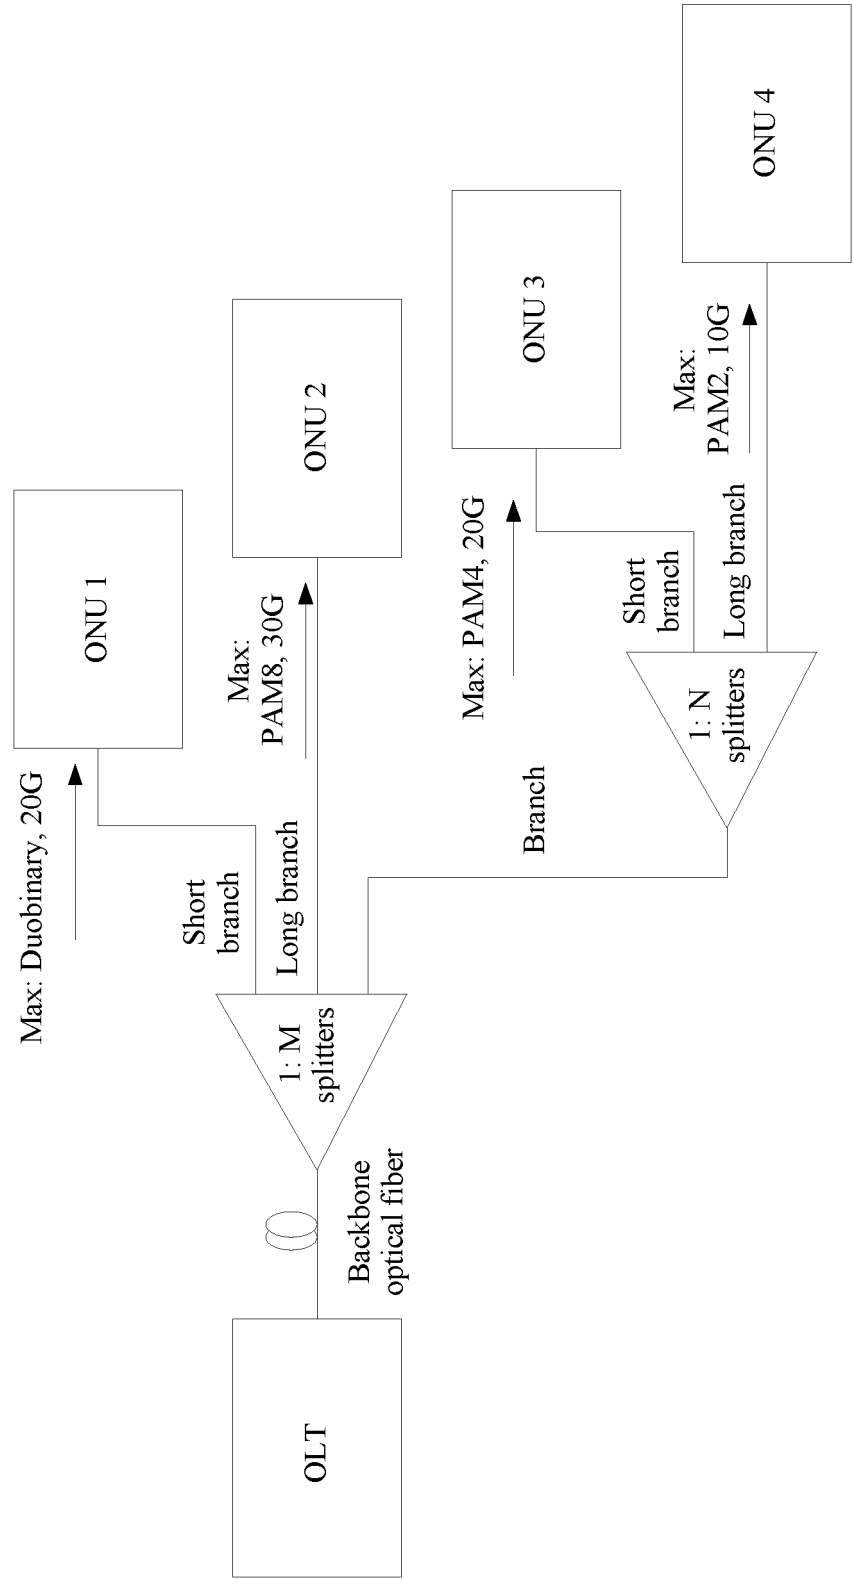 OLT
Backbone
optical fiber
1: M
splitters
Short
branch
Long branch
Branch
Max: Duobinary, 20G
ONU 1
Max:
PAM8, 30G
ONU 2
1: N
splitters
Short
branch
Long branch
Max: PAM4, 20G
ONU 3
Max:
PAM2, 10G
ONU 4